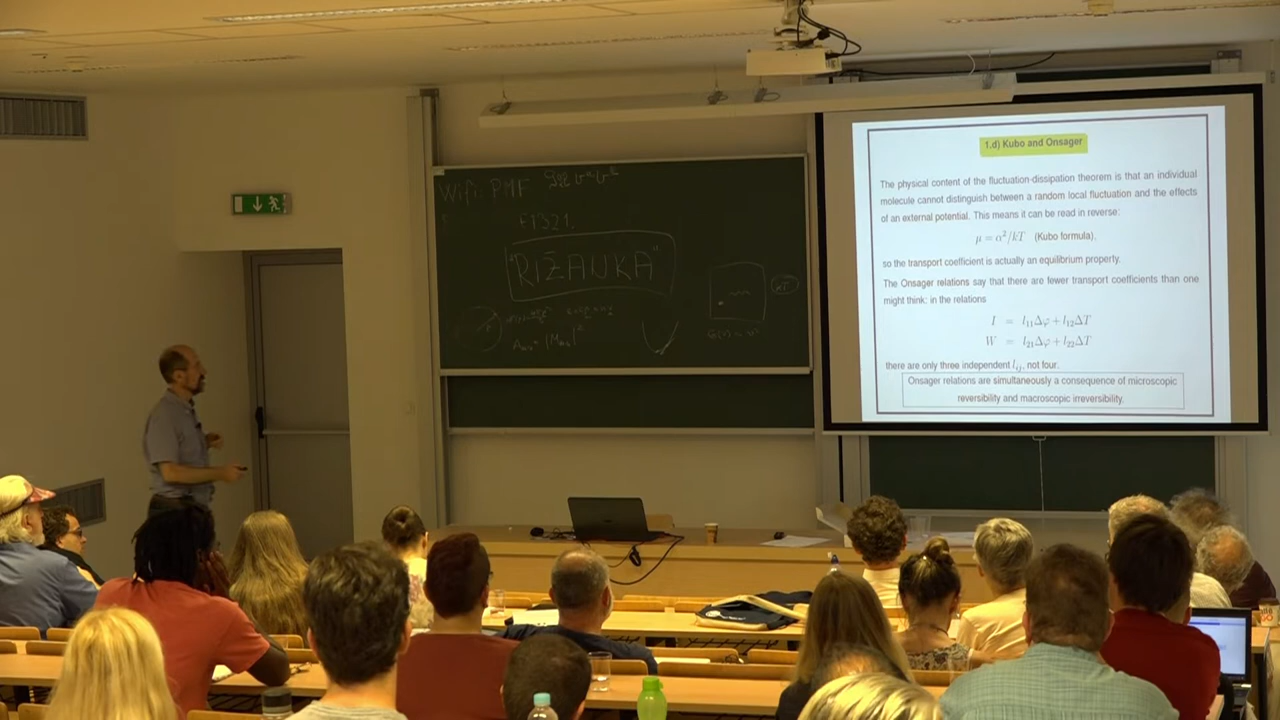 Wifi: PMF
F1321.
"RIŽANKA"
1.d) Kubo and Onsager
The physical content of the fluctuation-dissipation theorem is that an individual
molecule cannot distinguish between a random local fluctuation and the effects
of an external potential. This means it can be read in reverse:
μ = α²/kT (Kubo formula),
so the transport coefficient is actually an equilibrium property.
The Onsager relations say that there are fewer transport coefficients than one
might think: in the relations
I = l₁₁Δφ + l₁₂ΔT
W = l₂₁Δφ + l₂₂ΔT
there are only three independent lᵢⱼ, not four.
Onsager relations are simultaneously a consequence of microscopic
reversibility and macroscopic irreversibility.